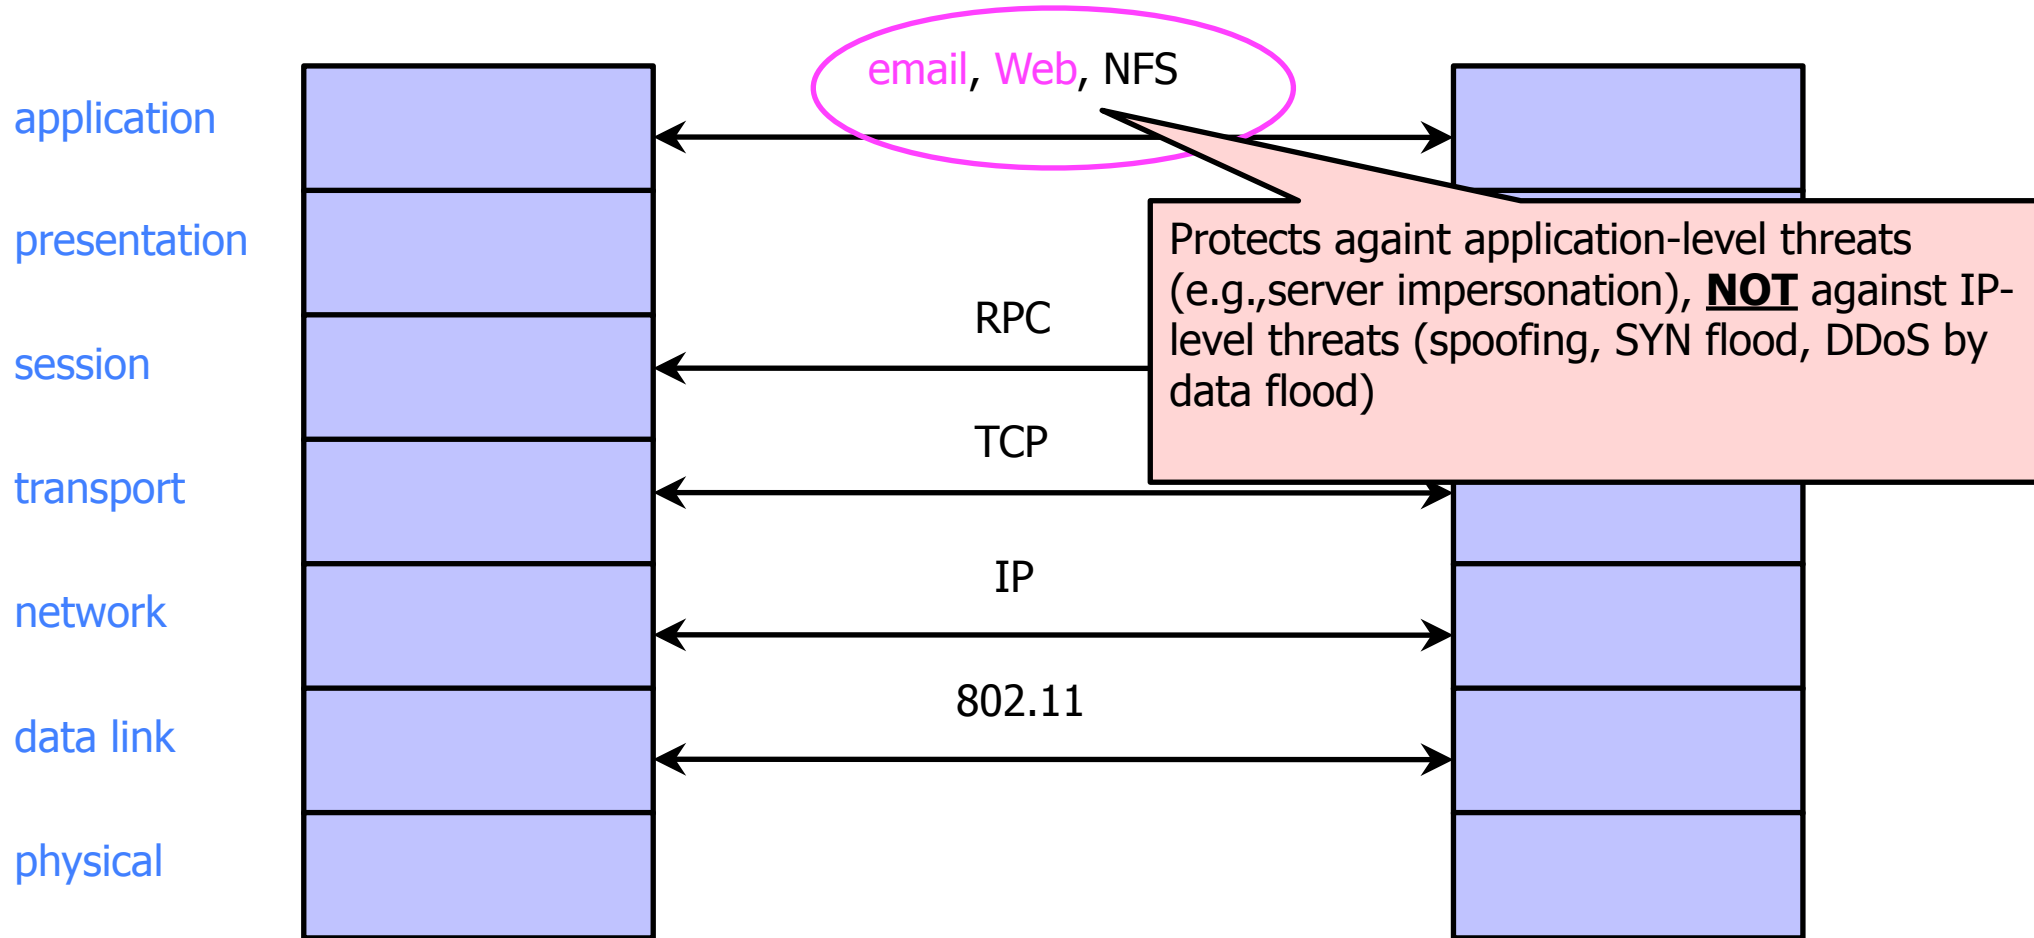 email, Web, NFS
application
presentation
Protects againt application-level threats
(e.g.,server impersonation), NOT against IP-
level threats (spoofing, SYN flood, DDoS by
data flood)
RPC
session
TCP
transport
IP
network
802.11
data link
physical